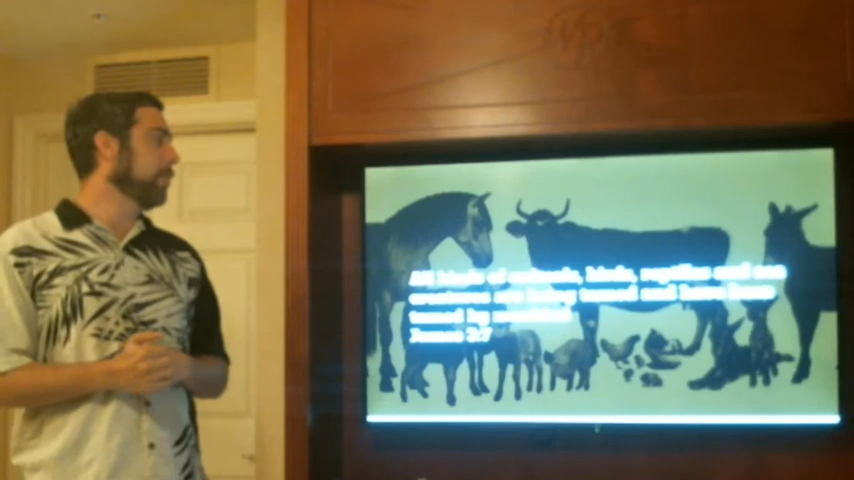 All kinds of animals, birds, reptiles and sea
creatures are being tamed and have been
tamed by mankind
James 3:7